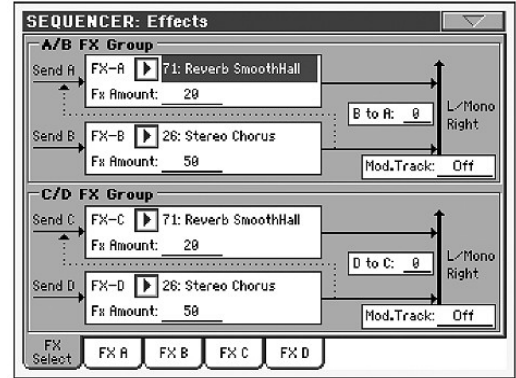 SEQUENCER: Effects
A/B FX Group
Send A
FX-A 71: Reverb SmoothHall
Fx Amount: 20
B to A: 0
L/Mono
Right
Send B
FX-B 26: Stereo Chorus
Fx Amount: 50
Mod.Track: Off
C/D FX Group
Send C
FX-C 71: Reverb SmoothHall
Fx Amount: 20
D to C: 0
L/Mono
Right
Send D
FX-D 26: Stereo Chorus
Fx Amount: 50
Mod.Track: Off
FX Select
FX A
FX B
FX C
FX D